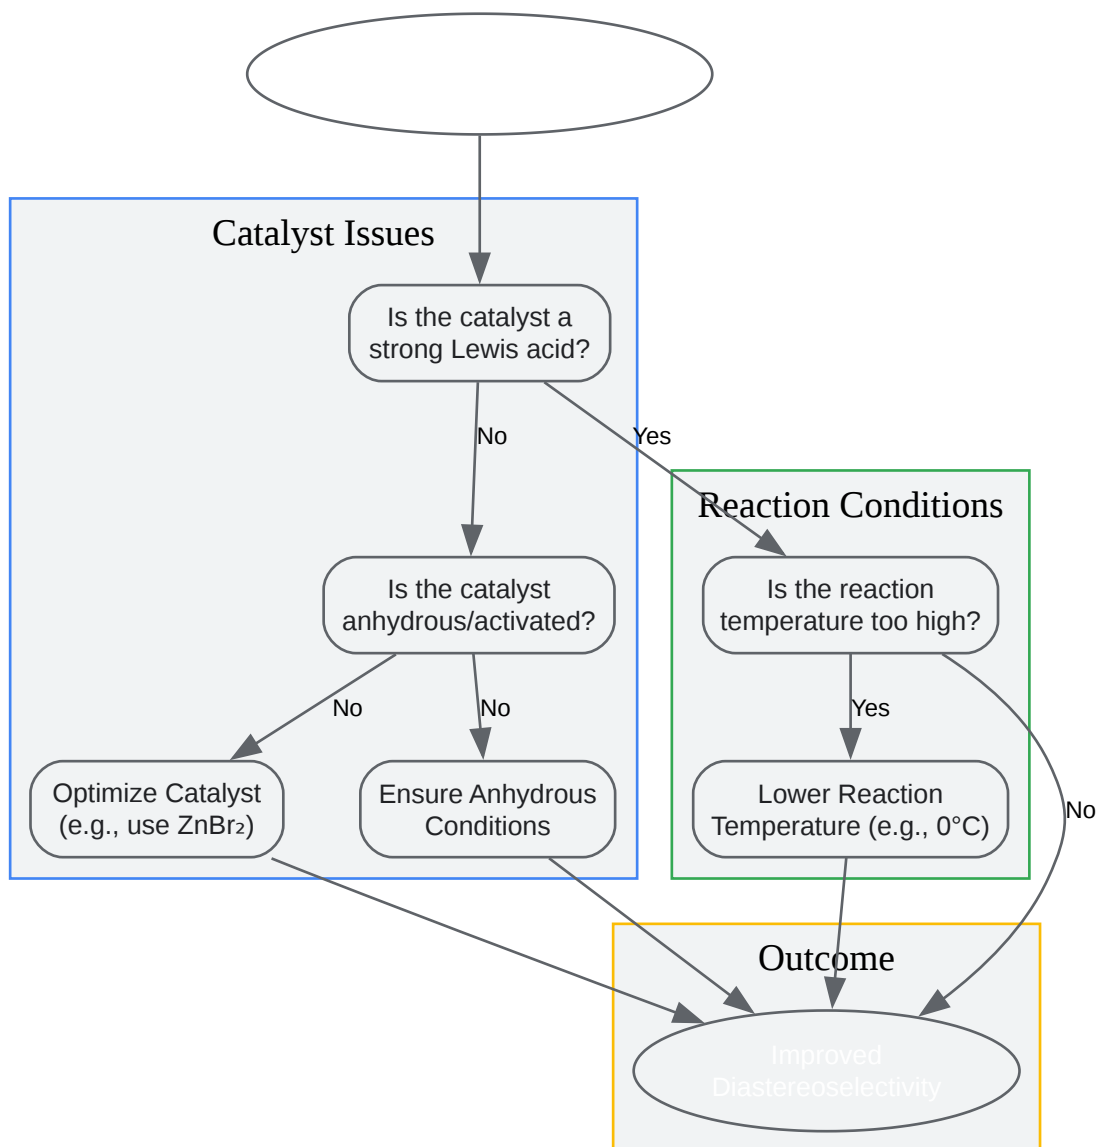 Catalyst Issues
Is the catalyst a
strong Lewis acid?
No
Yes
Reaction Conditions
Is the catalyst
anhydrous/activated?
Is the reaction
temperature too high?
No
No
Yes
Optimize Catalyst
(e.g., use ZnBr₂)
Ensure Anhydrous
Conditions
Lower Reaction
Temperature (e.g., 0°C)
No
Outcome
Improved
Diastereoselectivity